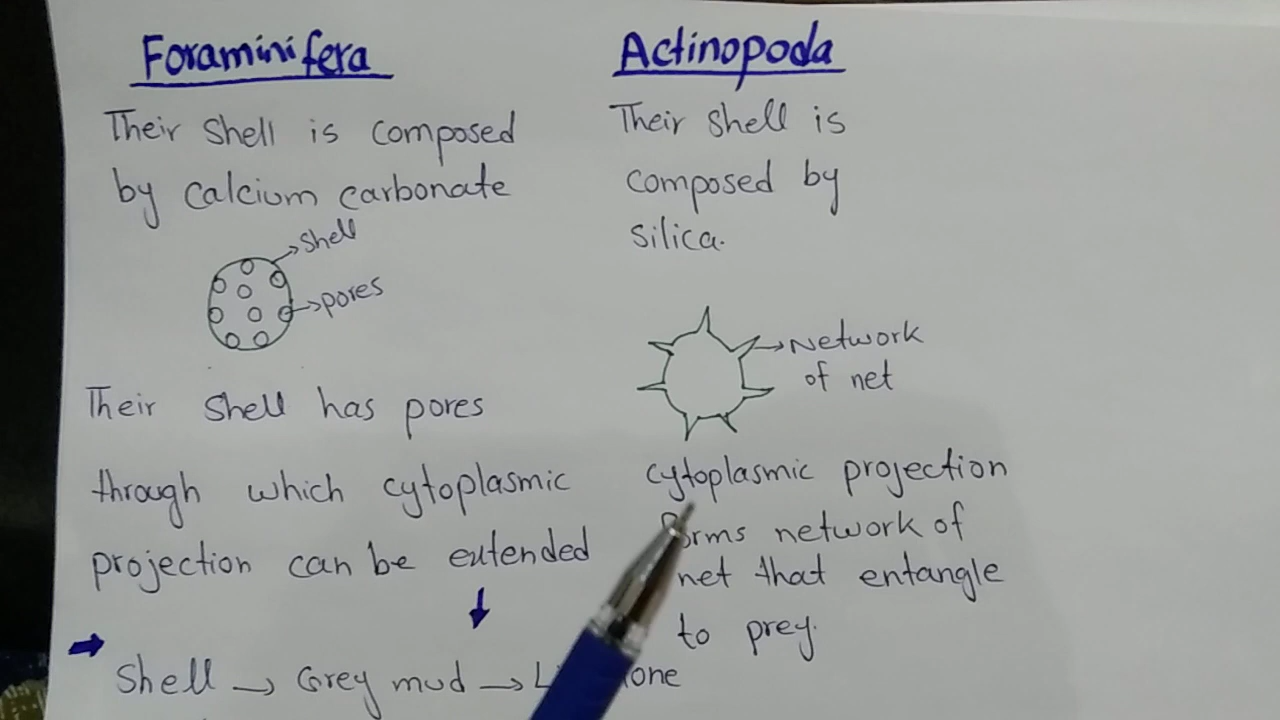 Foraminifera
Their shell is composed
by calcium carbonate
shell
pores
Their shell has pores
through which cytoplasmic
projection can be extended
Shell → Grey mud →
Actinopoda
Their shell is
composed by
silica.
Network
of net
cytoplasmic projection
forms network of
net that entangle
to prey.